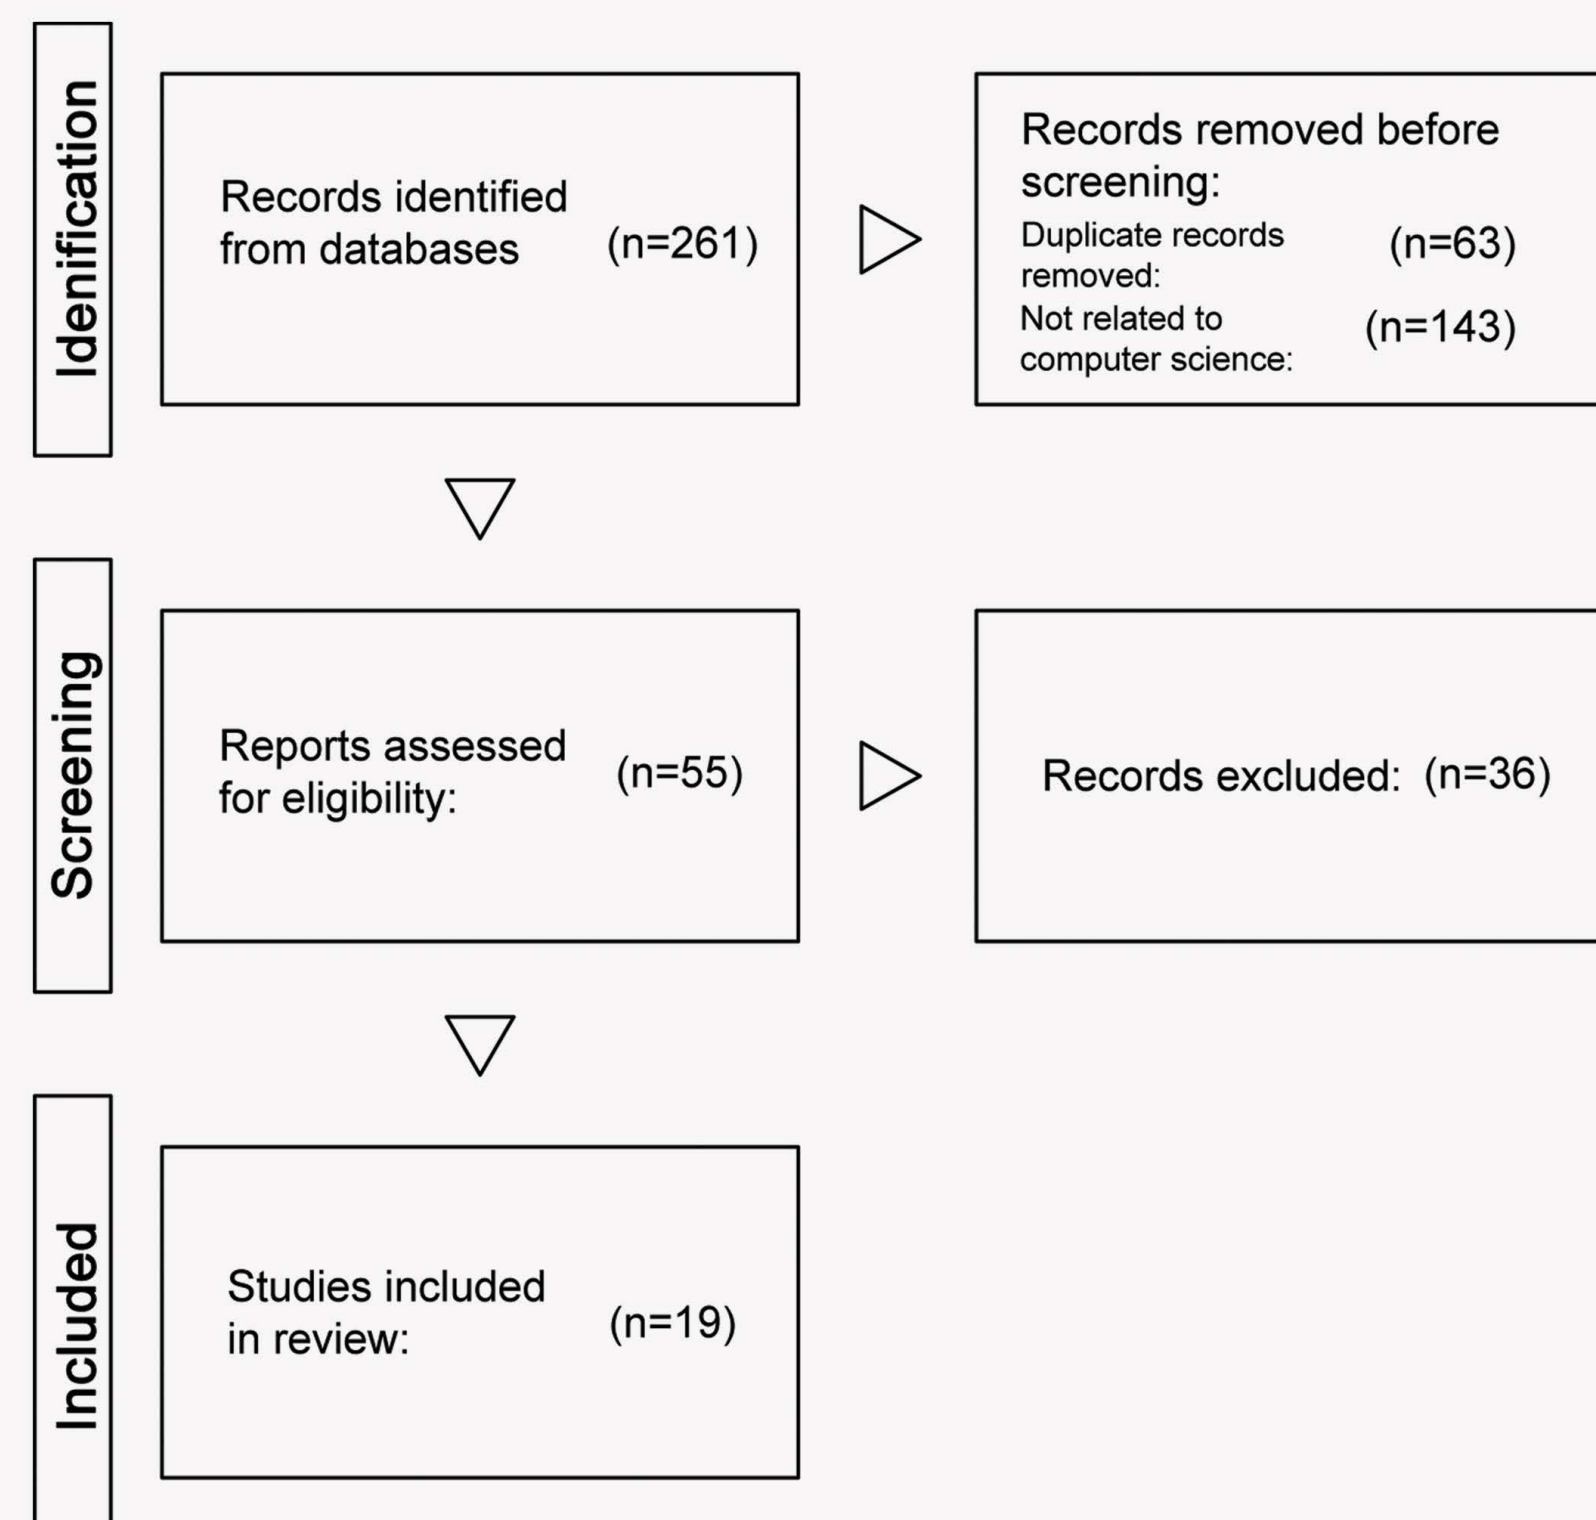 Idenification
Records identified
from databases (n=261)
Records removed before
screening:
Duplicate records
removed: (n=63)
Not related to
computer science: (n=143)
Screening
Reports assessed
for eligibility: (n=55)
Records excluded: (n=36)
Included
Studies included
in review: (n=19)